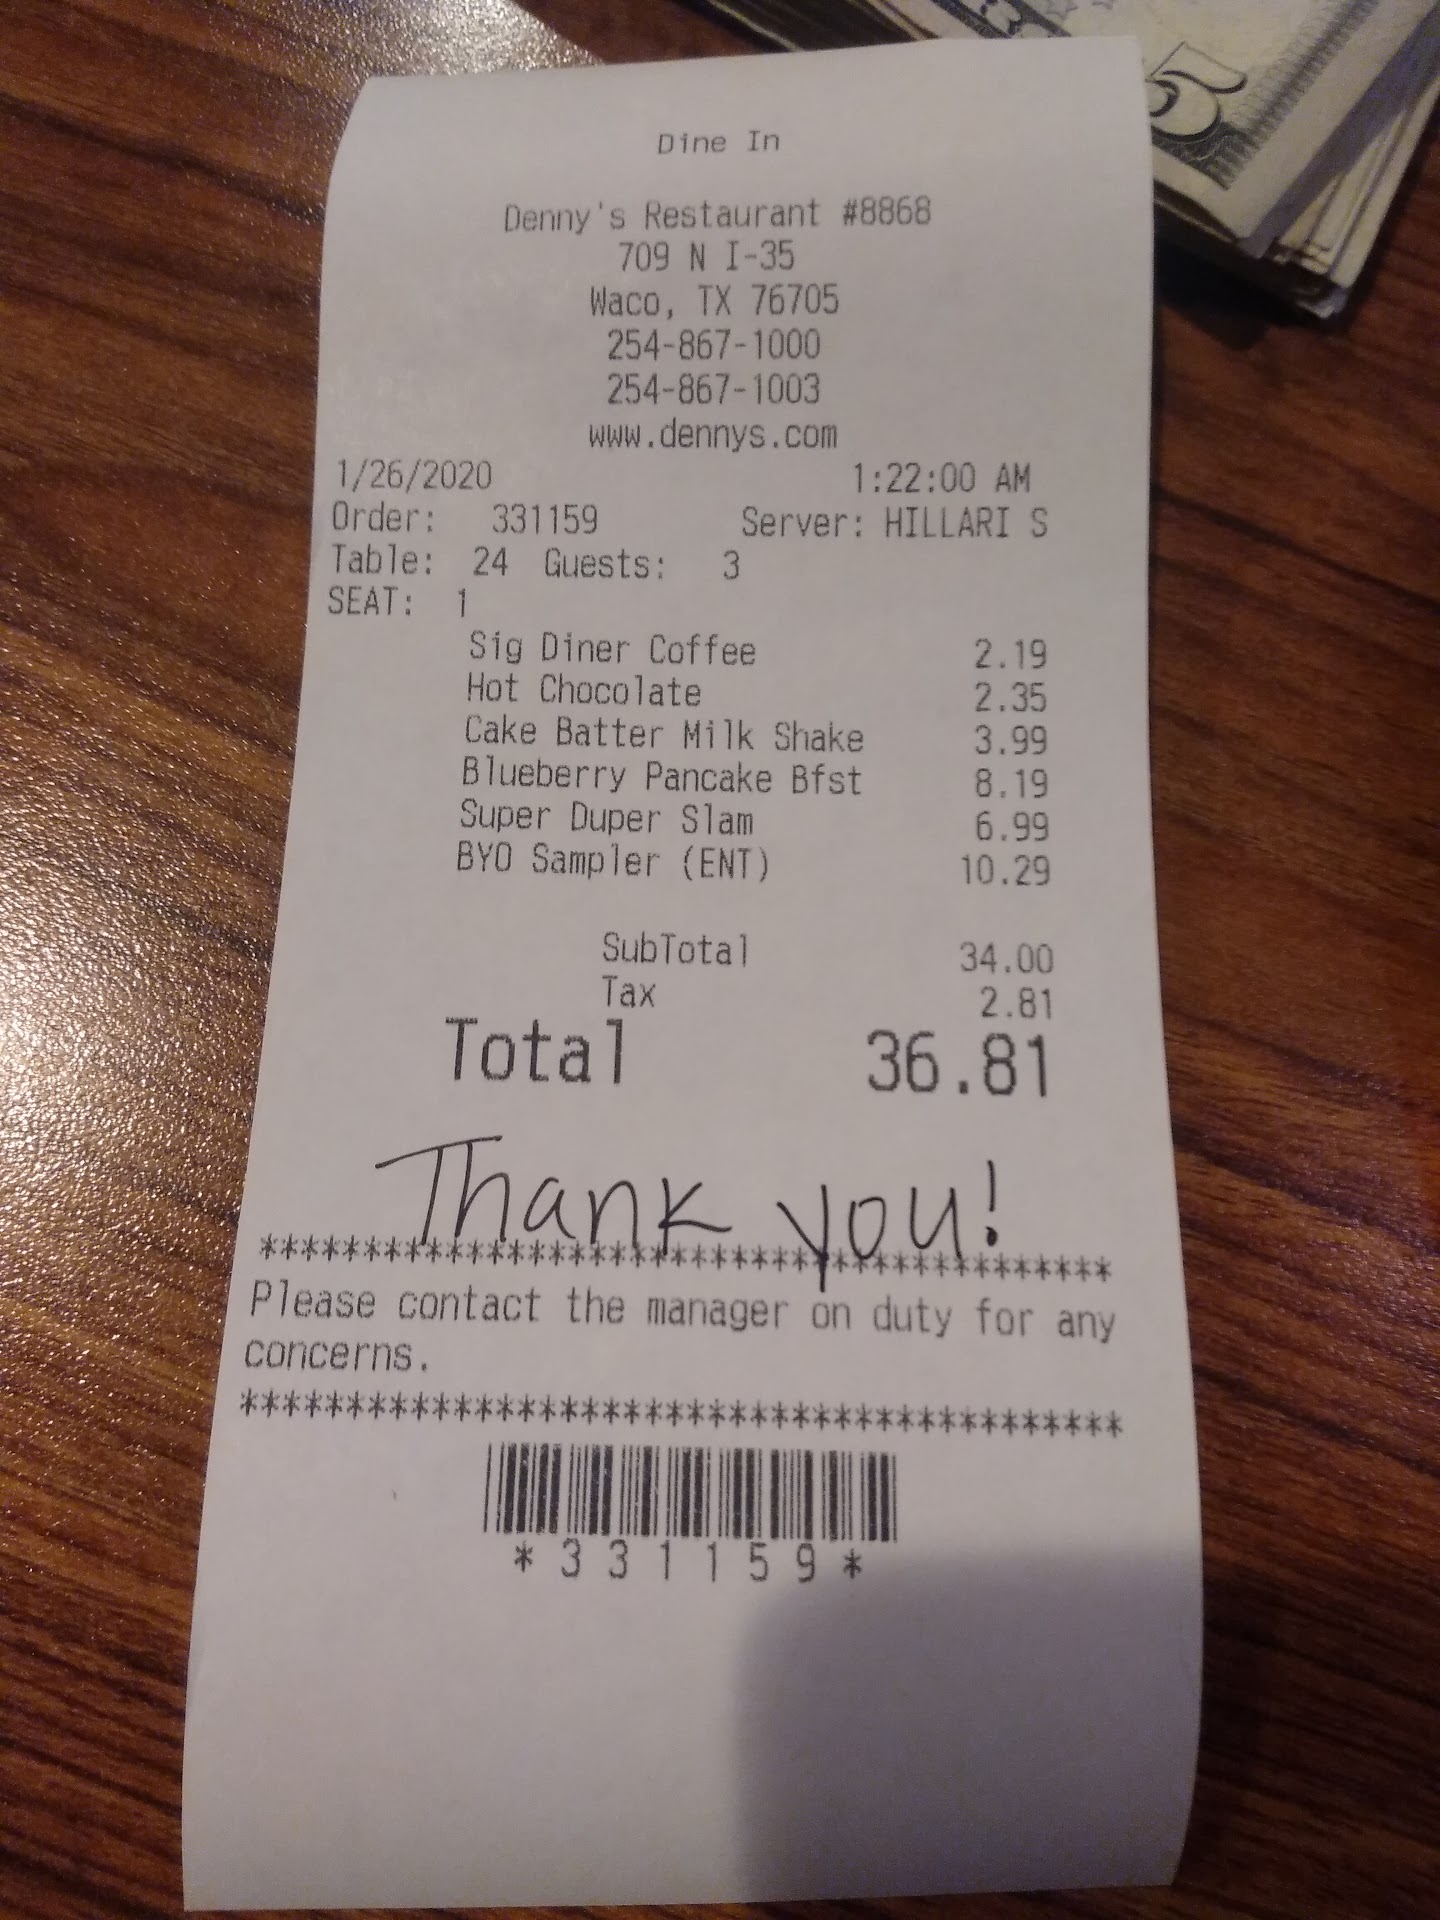 5
Dine In
Denny's Restaurant #8868
709 N I-35
Waco, TX 76705
254-867-1000
254-867-1003
www.dennys.com
1/26/2020 1:22:00 AM
Order: 331159 Server: HILLARI S
Table: 24 Guests: 3
SEAT: 1
Sig Diner Coffee 2.19
Hot Chocolate 2.35
Cake Batter Milk Shake 3.99
Blueberry Pancake Bfst 8.19
Super Duper Slam 6.99
BYO Sampler (ENT) 10.29
SubTotal 34.00
Tax 2.81
Total 36.81
Thank you!
*****************************************
Please contact the manager on duty for any
concerns.
*****************************************
*331159*